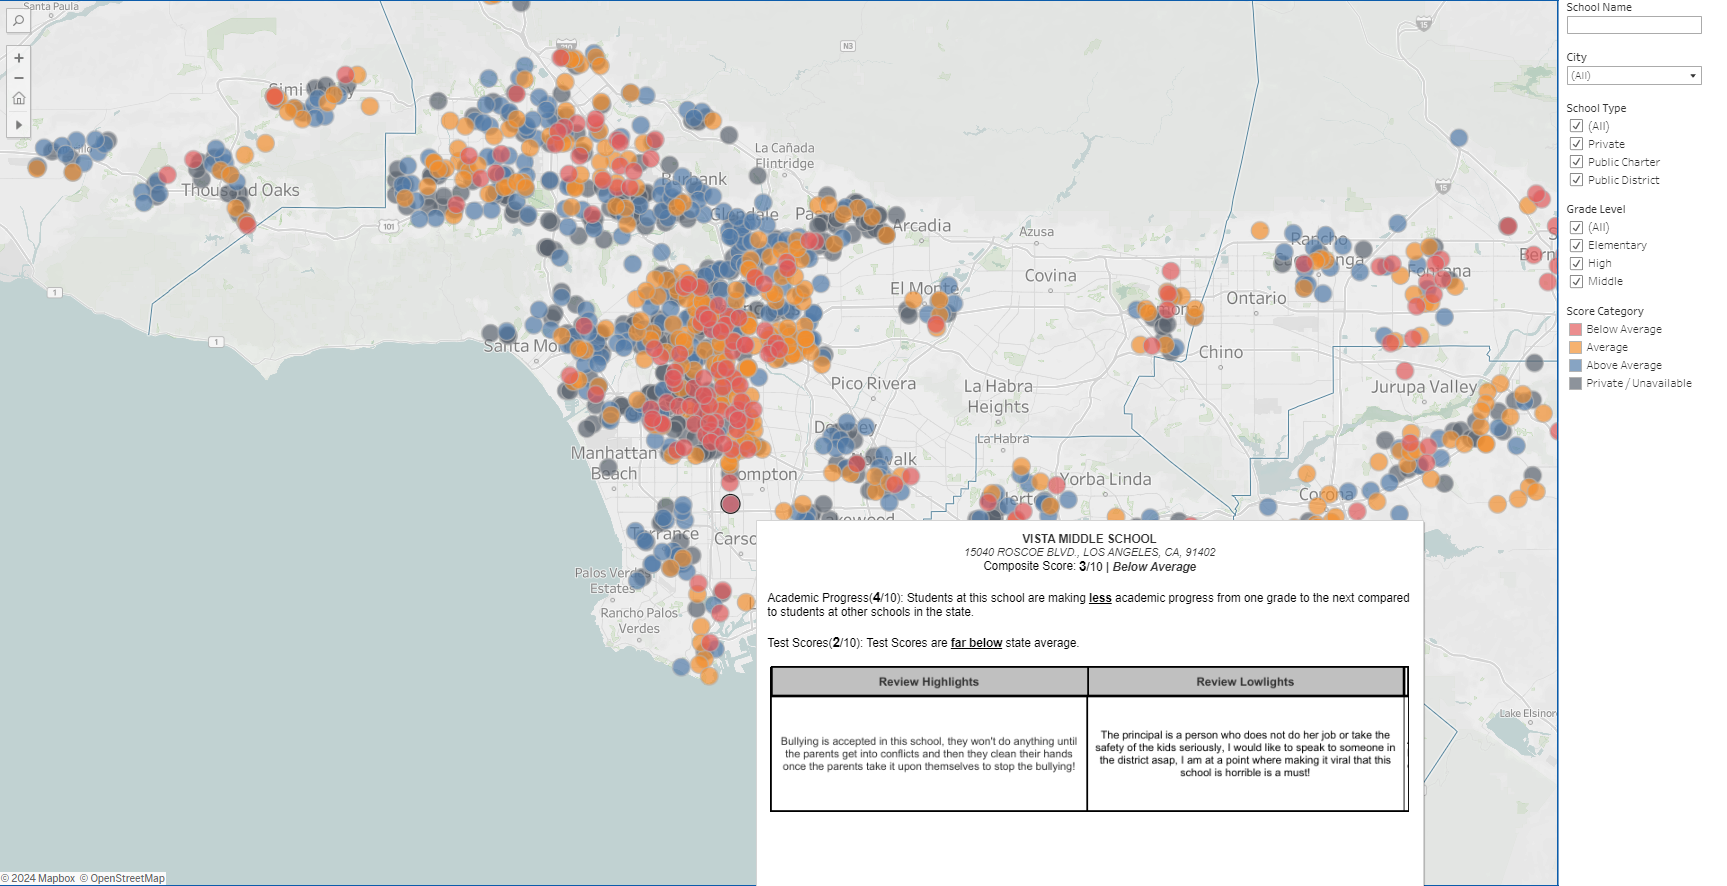 Santa Paula
210
N3
15
Simi Valley
La Cañada
Flintridge
Burbank
15
Thousand Oaks
Glendale
Arcadia
101
Azusa
Rancho
Covina
Fontana
El Monte
Ontario
1
1
Santa Mo
Chino
Pico Rivera
La Habra
Heights
Jurupa Valley
Downey
La Habra
Manhattan
Beach
Norwalk
Compton
Yorba Linda
Corona
Torrance
Carso
Palos Verdes
Estates
Rancho Palos
Verdes
Lake Elsinor
© 2024 Mapbox © OpenStreetMap
VISTA MIDDLE SCHOOL
15040 ROSCOE BLVD., LOS ANGELES, CA, 91402
Composite Score: 3/10 | Below Average
Academic Progress(4/10): Students at this school are making less academic progress from one grade to the next compared
to students at other schools in the state.
Test Scores(2/10): Test Scores are far below state average.
Review Highlights
Review Lowlights
Bullying is accepted in this school, they won't do anything until
the parents get into conflicts and then they clean their hands
once the parents take it upon themselves to stop the bullying!
The principal is a person who does not do her job or take the
safety of the kids seriously, I would like to speak to someone in
the district asap, I am at a point where making it viral that this
school is horrible is a must!
School Name
City
(All)
School Type
(All)
Private
Public Charter
Public District
Grade Level
(All)
Elementary
High
Middle
Score Category
Below Average
Average
Above Average
Private / Unavailable